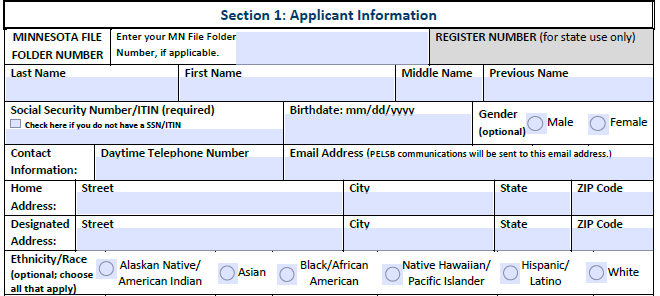 Section 1: Applicant Information
MINNESOTA FILE Enter your MN File Folder REGISTER NUMBER (for state use only)
FOLDER NUMBER Number, if applicable.
Last Name First Name Middle Name Previous Name
Social Security Number/ITIN (required) Birthdate: mm/dd/yyyy Gender Male Female
Check here if you do not have a SSN/ITIN (optional)
Contact Daytime Telephone Number Email Address (PELSB communications will be sent to this email address.)
Information:
Home Street City State ZIP Code
Address:
Designated Street City State ZIP Code
Address:
Ethnicity/Race Alaskan Native/ Asian Black/African Native Hawaiian/ Hispanic/ White
(optional; choose American Indian American Pacific Islander Latino
all that apply)